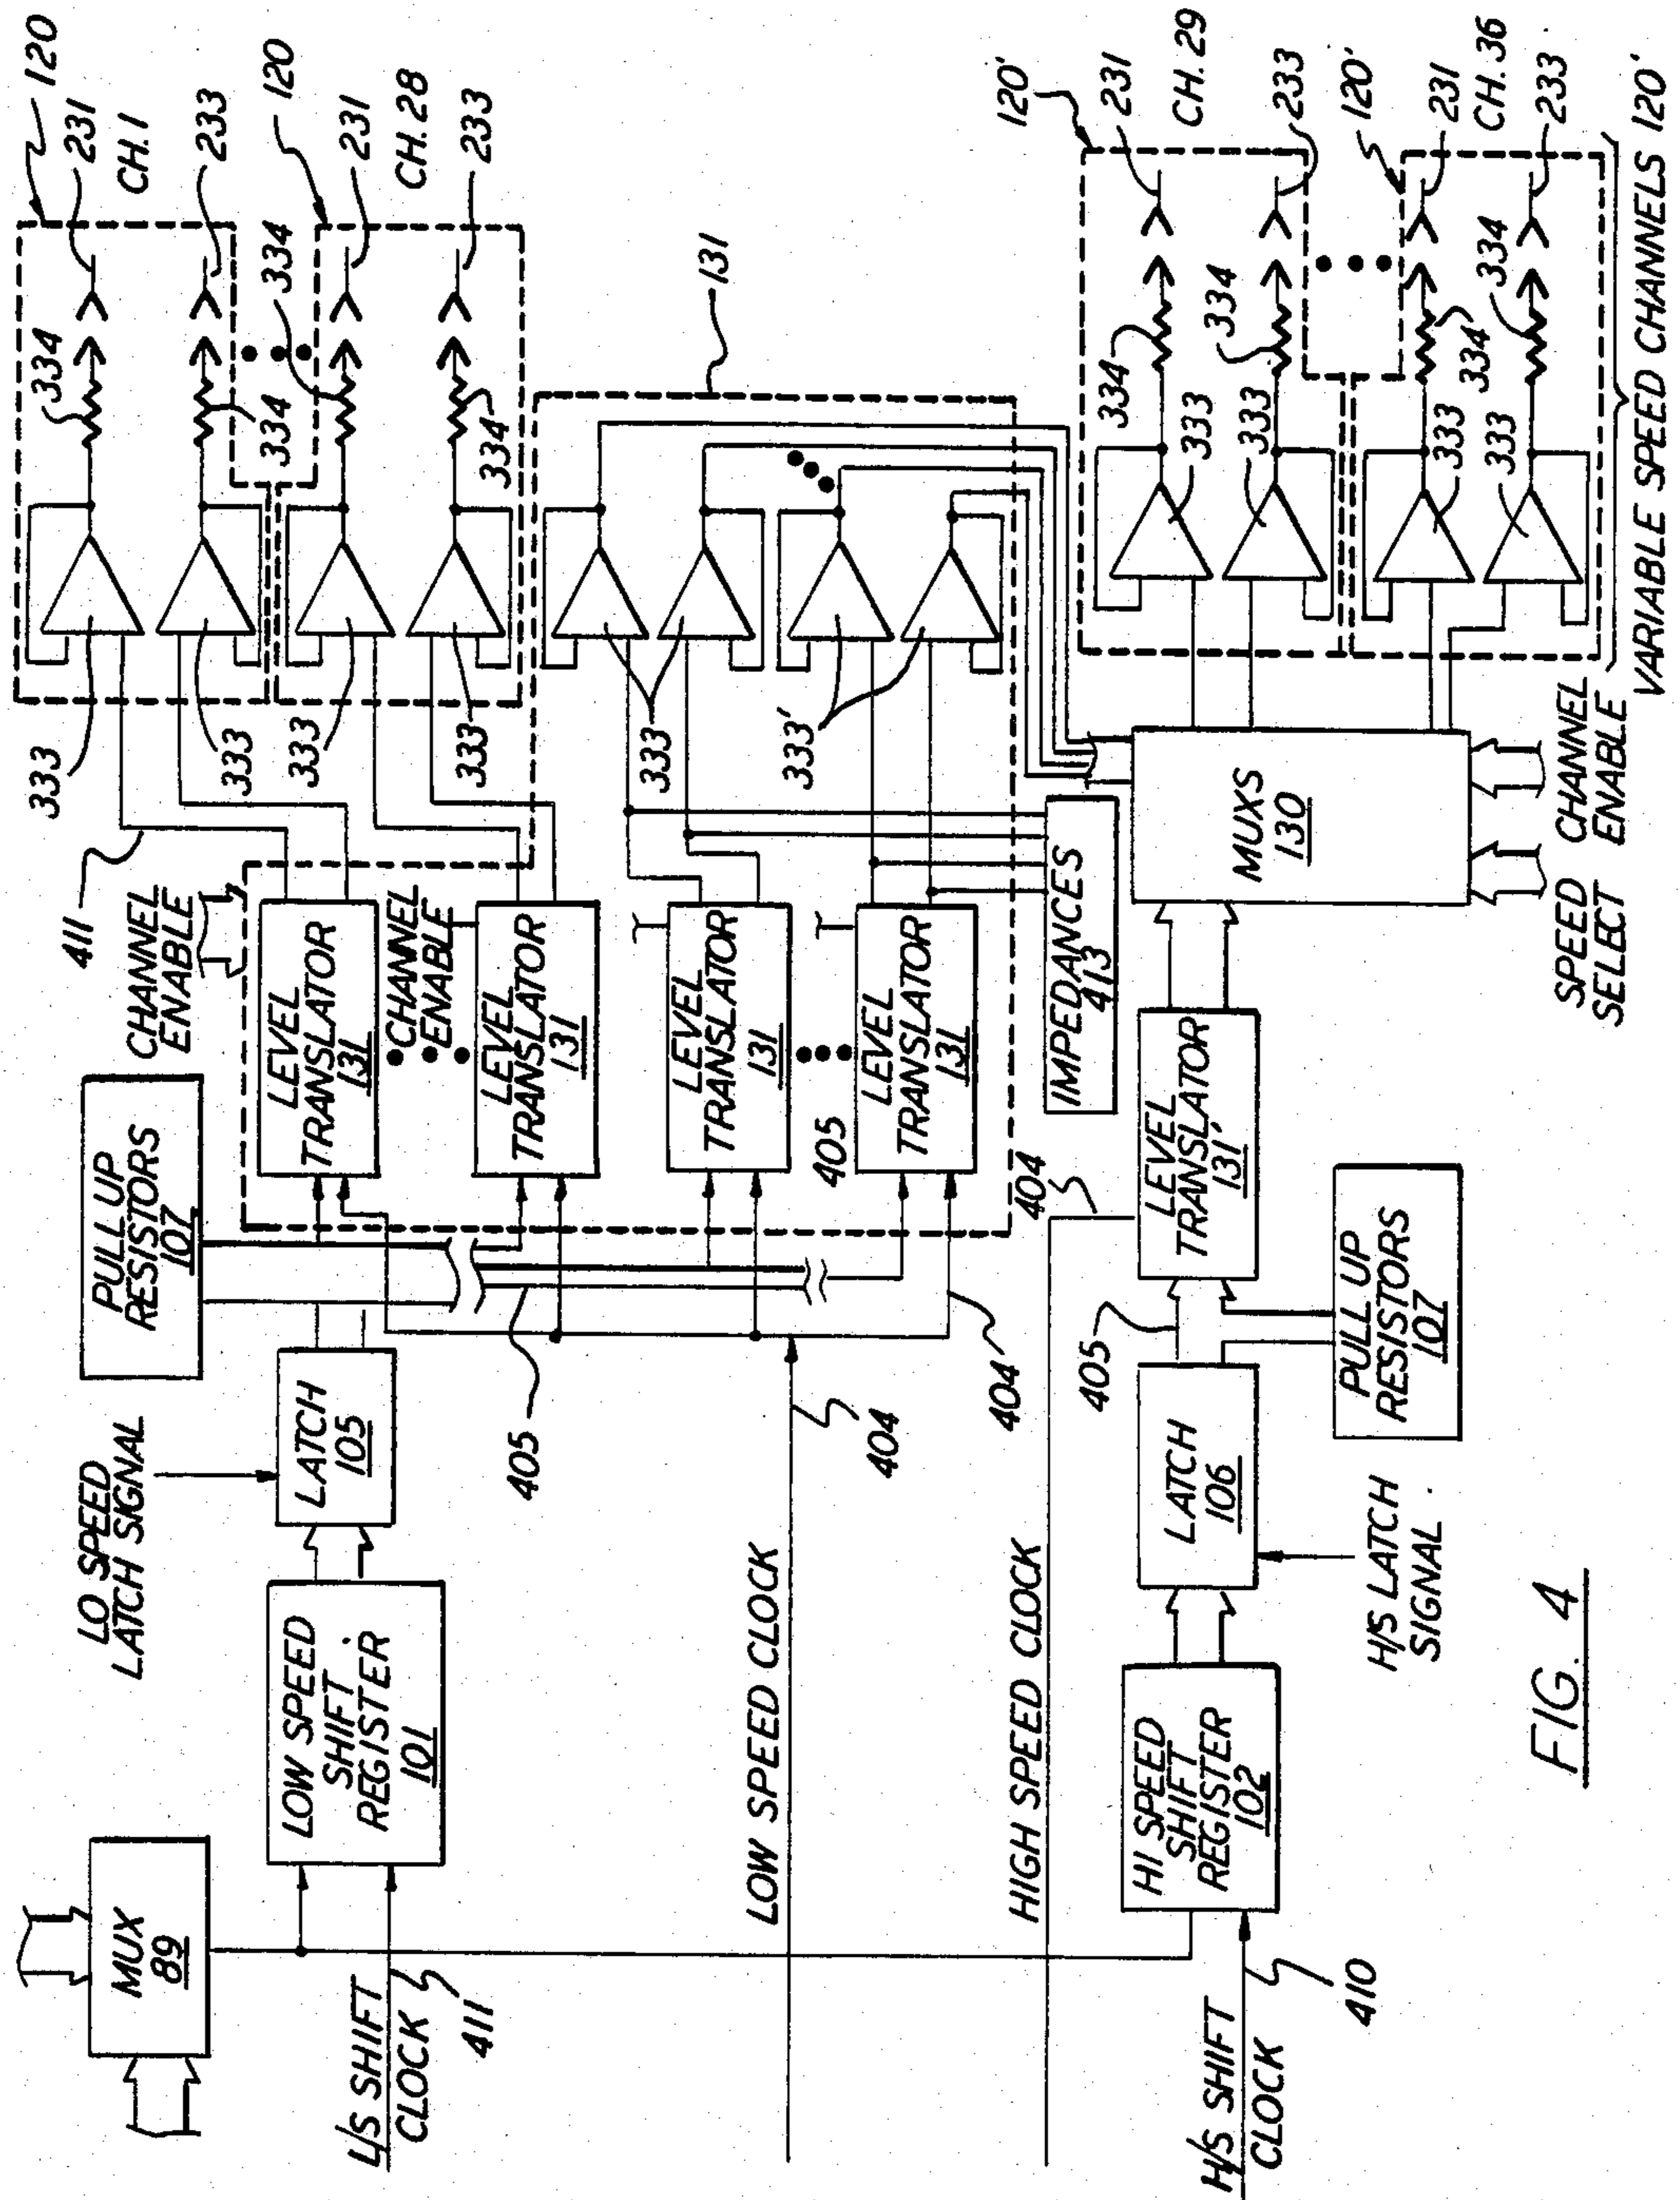 MUX
89
L/S SHIFT
CLOCK
411
LOW SPEED
SHIFT
REGISTER
101
LO SPEED
LATCH SIGNAL
LATCH
105
PULL UP
RESISTORS
107
405
CHANNEL
ENABLE
411
LEVEL
TRANSLATOR
131
CHANNEL
ENABLE
LEVEL
TRANSLATOR
131
LEVEL
TRANSLATOR
131
405
LEVEL
TRANSLATOR
131
333
333
333
333
333
333'
334
334
334
334
120
231
CH. 1
233
120
231
CH. 28
233
131
LOW SPEED CLOCK
404
404'
HIGH SPEED CLOCK
404
IMPEDANCES
413
H/S SHIFT
CLOCK
410
HI SPEED
SHIFT
REGISTER
102
LATCH
106
H/S LATCH
SIGNAL
405
PULL UP
RESISTORS
107
LEVEL
TRANSLATOR
131'
MUXS
130
SPEED
SELECT
CHANNEL
ENABLE
333
333
333
333
334
334
334
334
120'
231
CH. 29
233
120'
231
CH. 36
233
VARIABLE SPEED CHANNELS 120'
FIG. 4